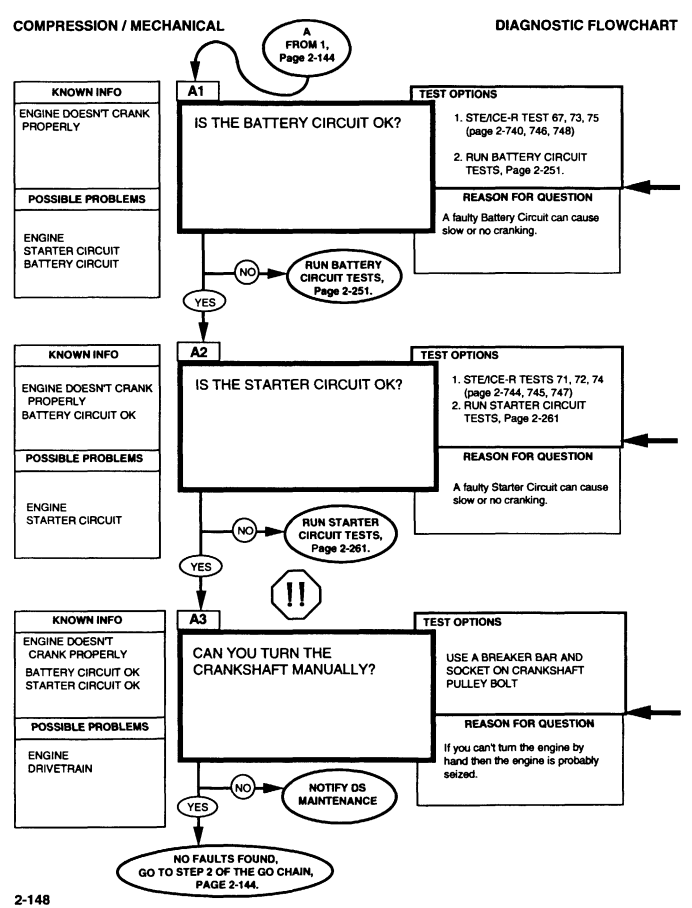 COMPRESSION / MECHANICAL
DIAGNOSTIC FLOWCHART
A
FROM 1,
Page 2-144
KNOWN INFO
ENGINE DOESN'T CRANK
PROPERLY
POSSIBLE PROBLEMS
ENGINE
STARTER CIRCUIT
BATTERY CIRCUIT
A1
IS THE BATTERY CIRCUIT OK?
TEST OPTIONS
1. STE/ICE-R TEST 67, 73, 75
(page 2-740, 746, 748)
2. RUN BATTERY CIRCUIT
TESTS, Page 2-251.
REASON FOR QUESTION
A faulty Battery Circuit can cause
slow or no cranking.
NO
RUN BATTERY
CIRCUIT TESTS,
Page 2-251.
YES
KNOWN INFO
ENGINE DOESN'T CRANK
PROPERLY
BATTERY CIRCUIT OK
POSSIBLE PROBLEMS
ENGINE
STARTER CIRCUIT
A2
IS THE STARTER CIRCUIT OK?
TEST OPTIONS
1. STE/ICE-R TESTS 71, 72, 74
(page 2-744, 745, 747)
2. RUN STARTER CIRCUIT
TESTS, Page 2-261
REASON FOR QUESTION
A faulty Starter Circuit can cause
slow or no cranking.
NO
RUN STARTER
CIRCUIT TESTS,
Page 2-261.
YES
!!
KNOWN INFO
ENGINE DOESN'T
CRANK PROPERLY
BATTERY CIRCUIT OK
STARTER CIRCUIT OK
POSSIBLE PROBLEMS
ENGINE
DRIVETRAIN
A3
CAN YOU TURN THE
CRANKSHAFT MANUALLY?
TEST OPTIONS
USE A BREAKER BAR AND
SOCKET ON CRANKSHAFT
PULLEY BOLT
REASON FOR QUESTION
If you can't turn the engine by
hand then the engine is probably
seized.
NO
NOTIFY DS
MAINTENANCE
YES
NO FAULTS FOUND,
GO TO STEP 2 OF THE GO CHAIN,
PAGE 2-144.
2-148